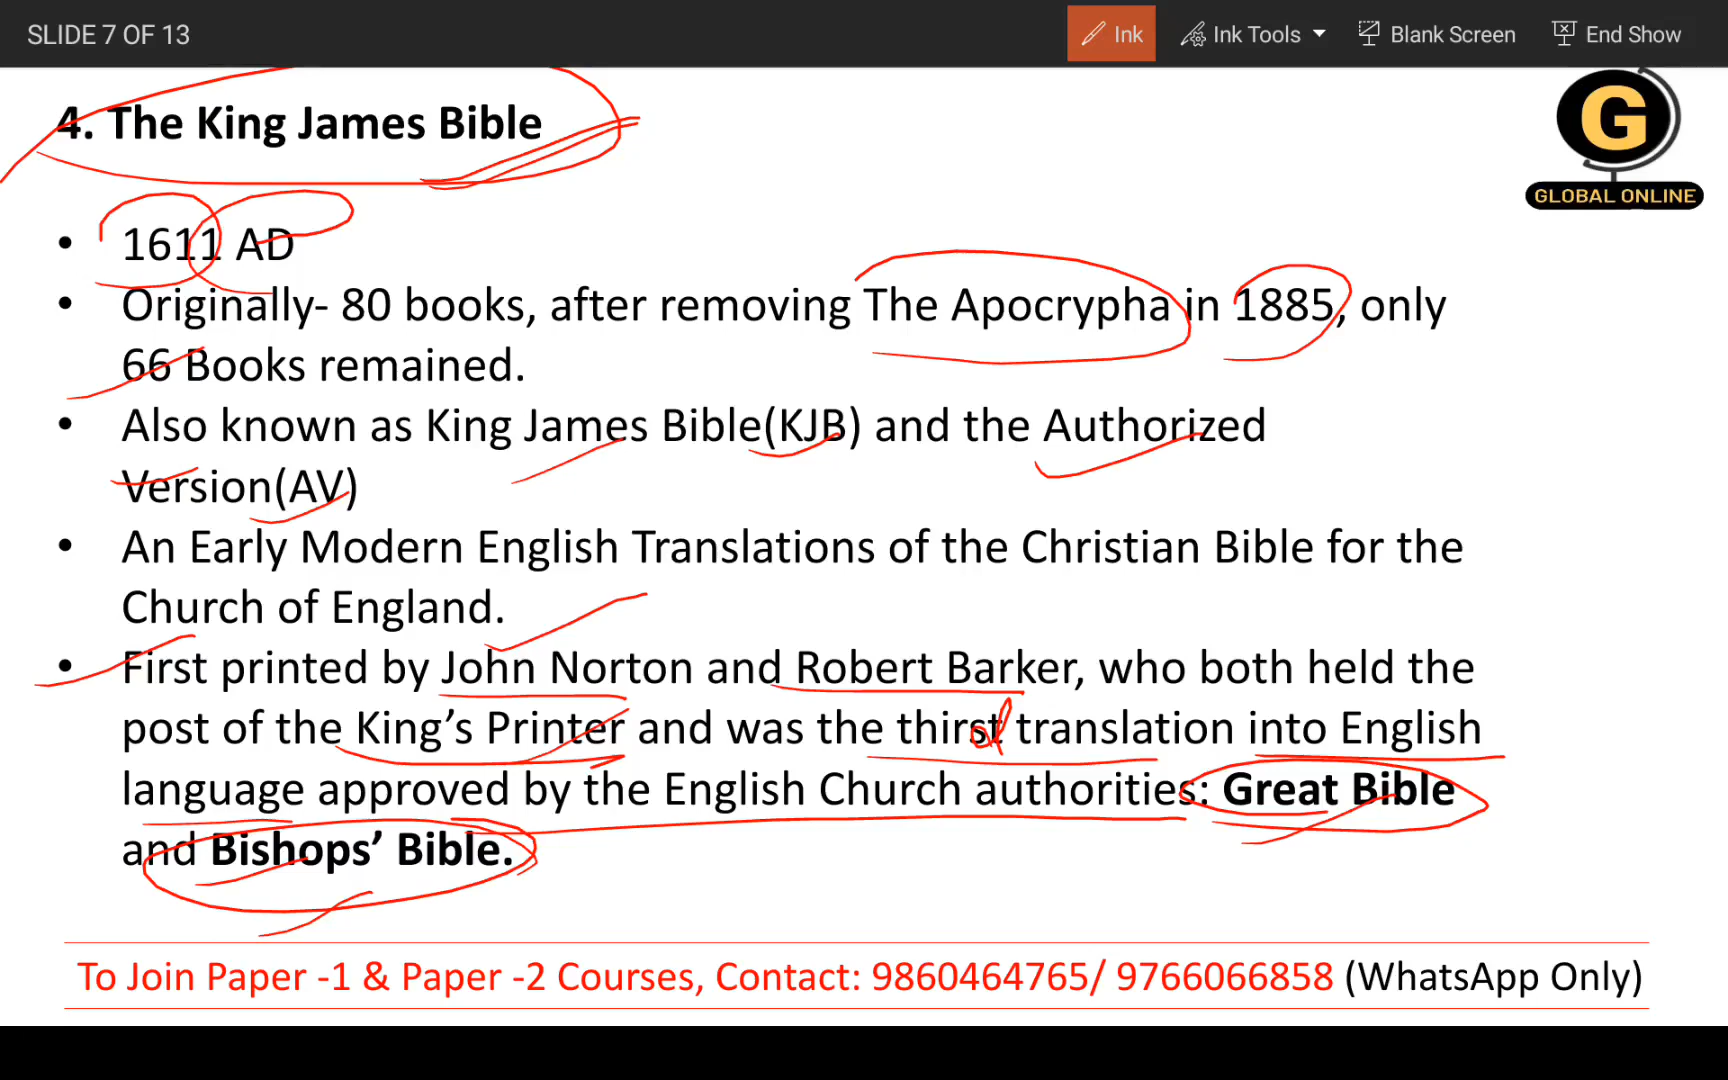 SLIDE 7 OF 13
Ink
Ink Tools
Blank Screen
End Show
G
GLOBAL ONLINE
4. The King James Bible
• 1611 AD
• Originally- 80 books, after removing The Apocrypha in 1885, only
66 Books remained.
• Also known as King James Bible(KJB) and the Authorized
Version(AV)
• An Early Modern English Translations of the Christian Bible for the
Church of England.
• First printed by John Norton and Robert Barker, who both held the
post of the King’s Printer and was the thirst translation into English
language approved by the English Church authorities: Great Bible
and Bishops’ Bible.
d
To Join Paper -1 & Paper -2 Courses, Contact: 9860464765/ 9766066858 (WhatsApp Only)